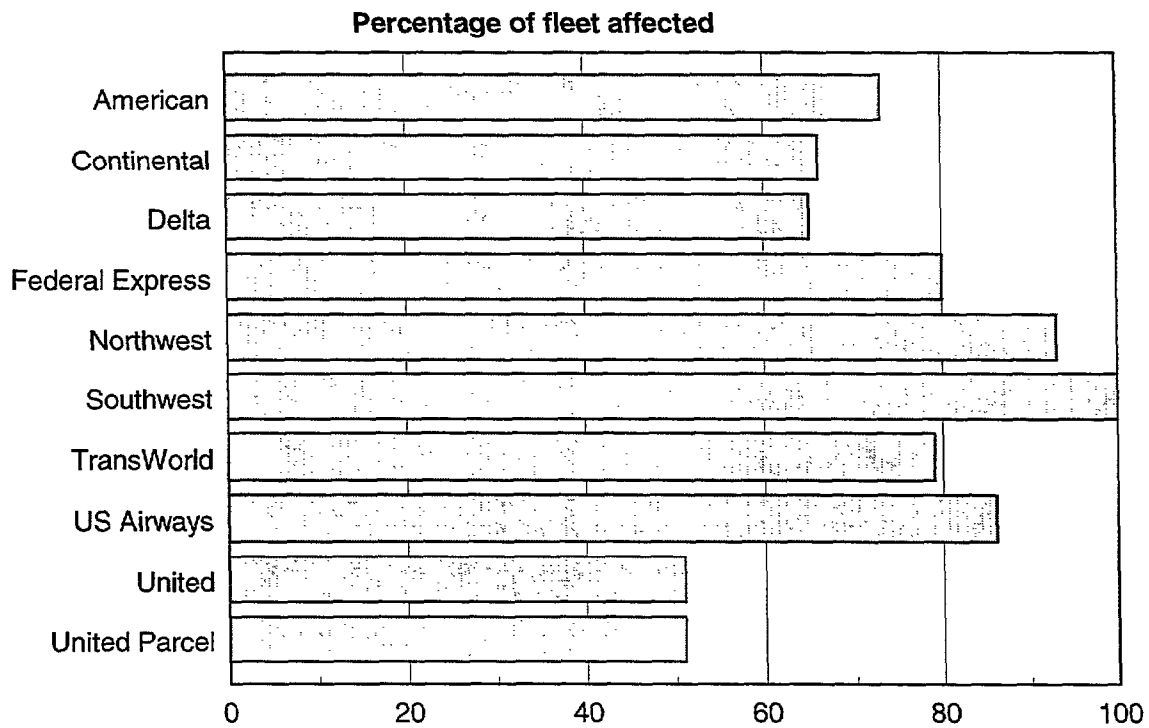 Percentage of fleet affected
American
Continental
Delta
Federal Express
Northwest
Southwest
TransWorld
US Airways
United
United Parcel
0 20 40 60 80 100